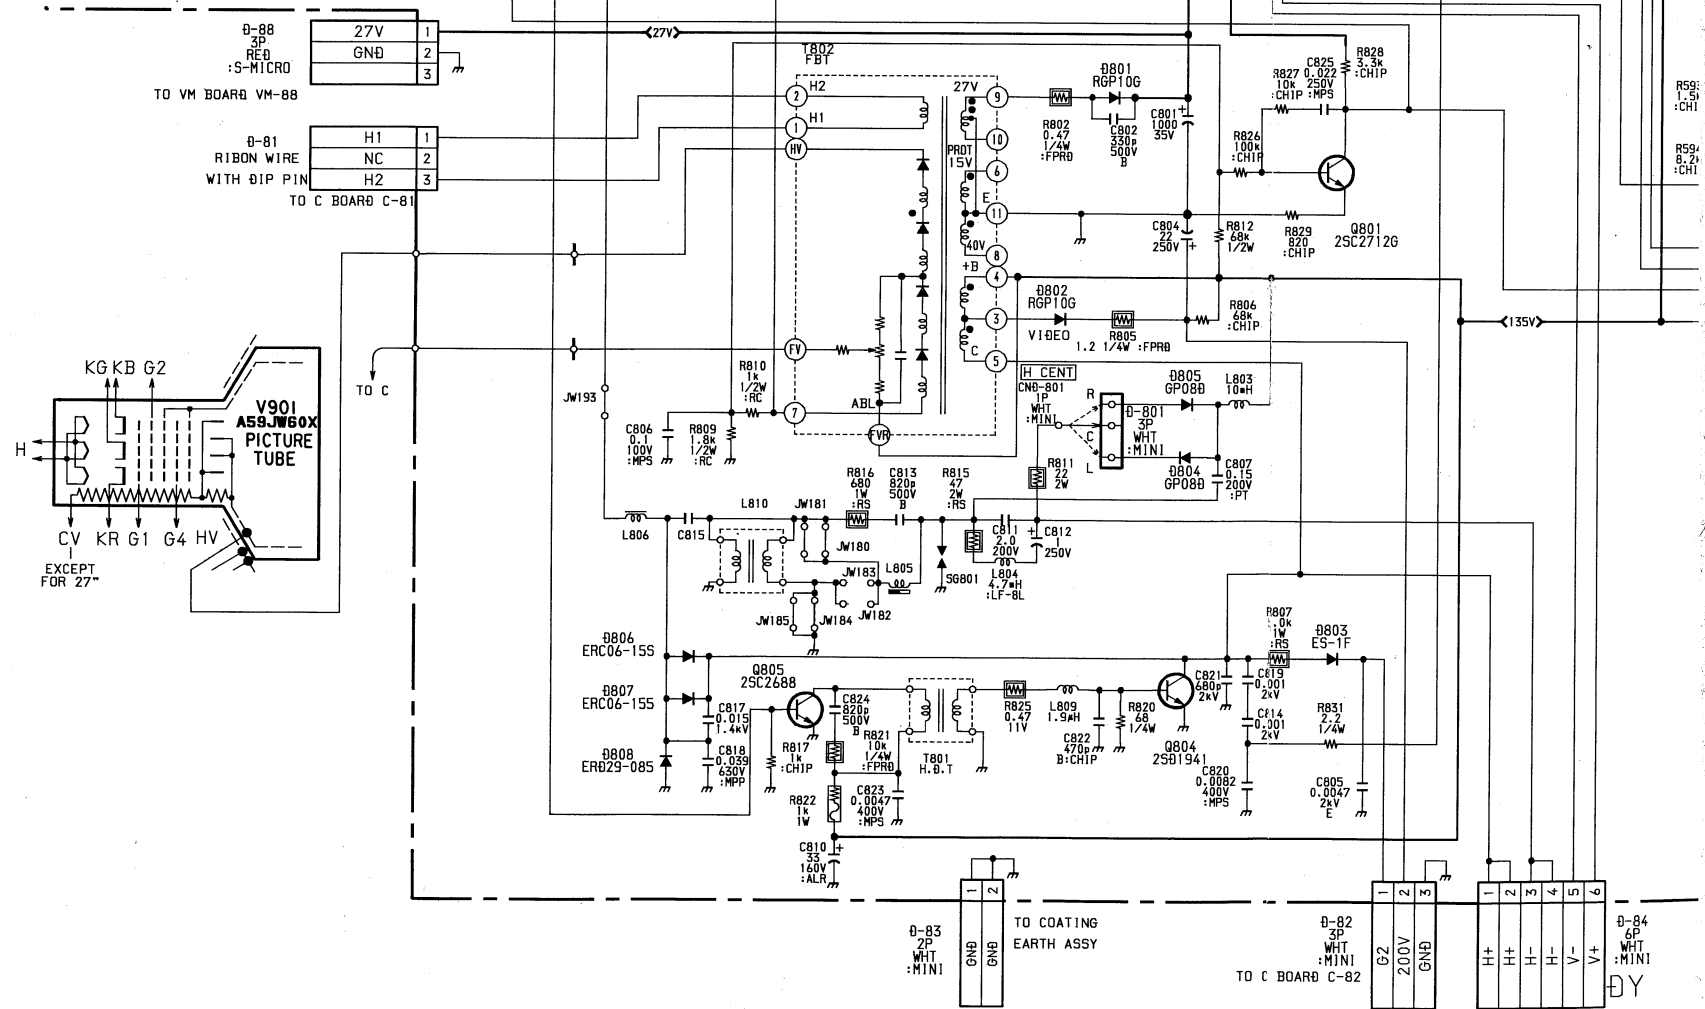 Ð-88
3P
RED
:S-MICRO
27V 1
GND 2
3
TO VM BOARD VM-88
Ð-81
RIBON WIRE
WITH DIP PIN
H1 1
NC 2
H2 3
TO C BOARD C-81
27V
T802
FBT
2 H2
1 H1
HV
27V 9
10
PROT
15V
6
E 11
40V
8
+B 4
3
C 5
FV
7
ABL
FVR
D801
RGP10G
R802
0.47
1/4W
:FPRD
C802
330p
500V
B
C801
1000
35V
R828
3.3k
:CHIP
C825
0.022
250V
:MPS
R827
10k
:CHIP
R826
100k
:CHIP
Q801
2SC2712G
R829
820
:CHIP
C804
22
250V
R812
68k
1/2W
R806
68k
:CHIP
D802
RGP10G
VIDEO
R805
1.2 1/4W :FPRD
135V
R594
8.2
:CHI
1.5
:CHI
KG KB G2
V901
A59JW60X
PICTURE
TUBE
H
CV
KR G1 G4 HV
EXCEPT
FOR 27"
TO C
JW193
R810
1k
1/2W
:RC
C806
0.1
100V
:MPS
R809
1.8k
1/2W
:RC
H CENT
CND-801
1P
WHT
:MINI
R
C
L
D-801
3P
WHT
:MINI
D805
GP08D
L803
10mH
D804
GP08D
C807
0.15
200V
:PT
R811
22
2W
R816
680
1W
:RS
C813
820p
500V
B
R815
47
2W
:RS
L806
C815
L810
JW181
JW180
JW183
JW182
JW185
JW184
L805
SG801
C811
2.0
200V
C812
1
250V
L804
4.7mH
:LF-8L
D806
ERC06-15S
D807
ERC06-15S
D808
ERD29-08S
C817
0.015
1.4kV
C818
0.039
630V
:MPP
Q805
2SC2688
R817
1k
:CHIP
C824
820p
500V
B
R821
10k
1/4W
:FPRD
R822
1k
1W
C823
0.0047
400V
:MPS
C810
33
160V
:ALR
T801
H.D.T
R825
0.47
11V
L809
1.9µH
C822
470p
B:CHIP
R820
68
1/4W
Q804
2SD1941
C821
680p
2kV
C819
0.001
2kV
C814
0.001
2kV
R807
.0k
1W
:RS
D803
ES-1F
R831
2.2
1/4W
C820
0.0082
400V
:MPS
C805
0.0047
2kV
E
Ð-83
2P
WHT
:MINI
1 2
GND GND
TO COATING
EARTH ASSY
Ð-82
3P
WHT
:MINI
TO C BOARD C-82
1 2 3
G2 200V GND
1 2 3 4 5 6
H+ H+ H- H- V- V+
Ð-84
6P
WHT
:MINI
DY